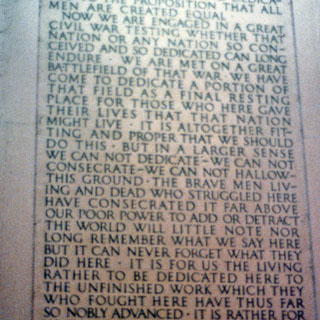 PROPOSITION THAT ALL
MEN ARE CREATED EQUAL ·
NOW WE ARE ENGAGED IN A GREAT
CIVIL WAR TESTING WHETHER THAT
NATION OR ANY NATION SO CON-
CEIVED AND SO DEDICATED CAN LONG
ENDURE · WE ARE MET ON A GREAT
BATTLEFIELD OF THAT WAR · WE HAVE
COME TO DEDICATE A PORTION OF
THAT FIELD AS A FINAL RESTING
PLACE FOR THOSE WHO HERE GAVE
THEIR LIVES THAT THAT NATION
MIGHT LIVE · IT IS ALTOGETHER FIT-
TING AND PROPER THAT WE SHOULD
DO THIS · BUT IN A LARGER SENSE
WE CAN NOT DEDICATE~WE CAN NOT
CONSECRATE~WE CAN NOT HALLOW~
THIS GROUND · THE BRAVE MEN LIV-
ING AND DEAD WHO STRUGGLED HERE
HAVE CONSECRATED IT FAR ABOVE
OUR POOR POWER TO ADD OR DETRACT ·
THE WORLD WILL LITTLE NOTE NOR
LONG REMEMBER WHAT WE SAY HERE
BUT IT CAN NEVER FORGET WHAT THEY
DID HERE · IT IS FOR US THE LIVING
RATHER TO BE DEDICATED HERE TO
THE UNFINISHED WORK WHICH THEY
WHO FOUGHT HERE HAVE THUS FAR
SO NOBLY ADVANCED · IT IS RATHER FOR